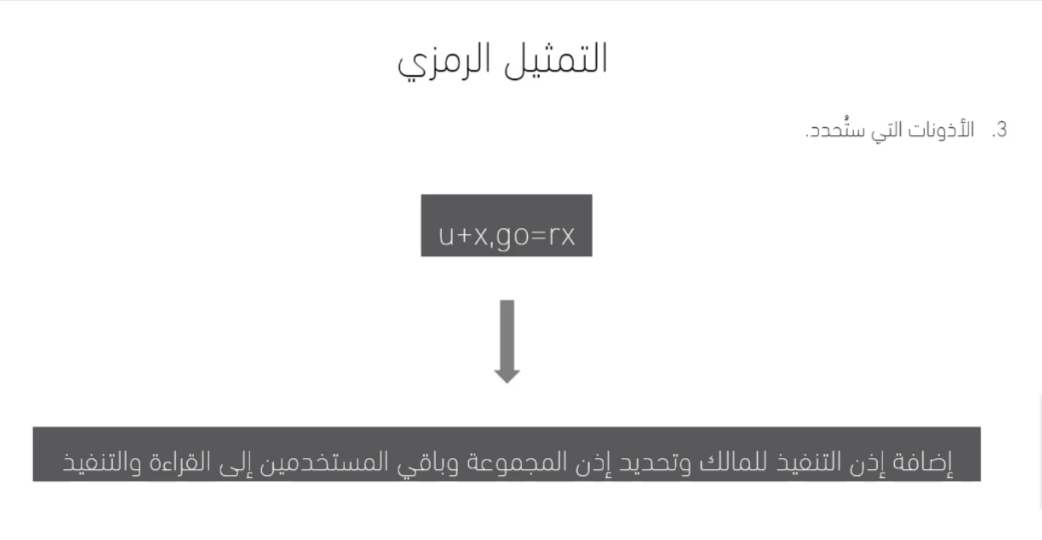 التمثيل الرمزي
3. الأذونات التي ستُحدد.
u+x,go=rx
إضافة إذن التنفيذ للمالك وتحديد إذن المجموعة وباقي المستخدمين إلى القراءة والتنفيذ